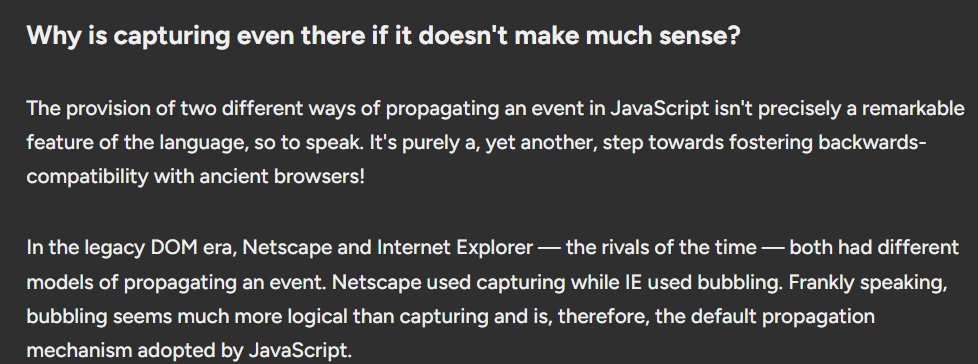 Why is capturing even there if it doesn't make much sense?
The provision of two different ways of propagating an event in JavaScript isn't precisely a remarkable
feature of the language, so to speak. It's purely a, yet another, step towards fostering backwards-
compatibility with ancient browsers!
In the legacy DOM era, Netscape and Internet Explorer — the rivals of the time — both had different
models of propagating an event. Netscape used capturing while IE used bubbling. Frankly speaking,
bubbling seems much more logical than capturing and is, therefore, the default propagation
mechanism adopted by JavaScript.